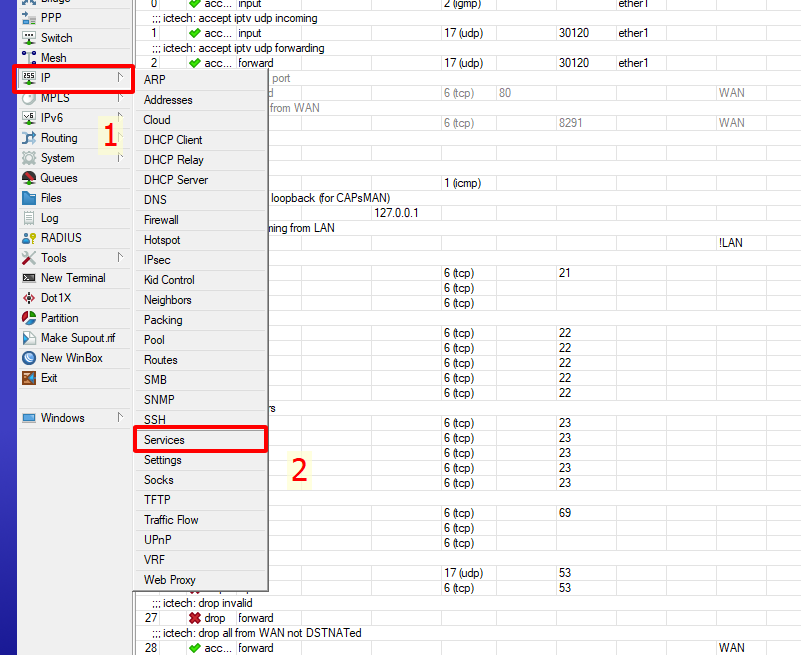 PPP
Switch
Mesh
IP
MPLS
IPv6
Routing
System
Queues
Files
Log
RADIUS
Tools
New Terminal
Dot1X
Partition
Make Supout.rif
New WinBox
Exit
Windows
1
ARP
Addresses
Cloud
DHCP Client
DHCP Relay
DHCP Server
DNS
Firewall
Hotspot
IPsec
Kid Control
Neighbors
Packing
Pool
Routes
SMB
SNMP
SSH
Services
Settings
Socks
TFTP
Traffic Flow
UPnP
VRF
Web Proxy
2
0 acc... input 2 (igmp) ether1
;;; ictech: accept iptv udp incoming
1 acc... input 17 (udp) 30120 ether1
;;; ictech: accept iptv udp forwarding
2 acc... forward 17 (udp) 30120 ether1
port
6 (tcp) 80 WAN
from WAN
6 (tcp) 8291 WAN
1 (icmp)
loopback (for CAPsMAN)
127.0.0.1
from LAN
!LAN
6 (tcp) 21
6 (tcp)
6 (tcp)
6 (tcp) 22
6 (tcp) 22
6 (tcp) 22
6 (tcp) 22
6 (tcp) 22
6 (tcp) 23
6 (tcp) 23
6 (tcp) 23
6 (tcp) 23
6 (tcp) 23
6 (tcp) 69
6 (tcp)
6 (tcp)
17 (udp) 53
6 (tcp) 53
;;; ictech: drop invalid
27 drop forward
;;; ictech: drop all from WAN not DSTNATed
28 acc... forward WAN